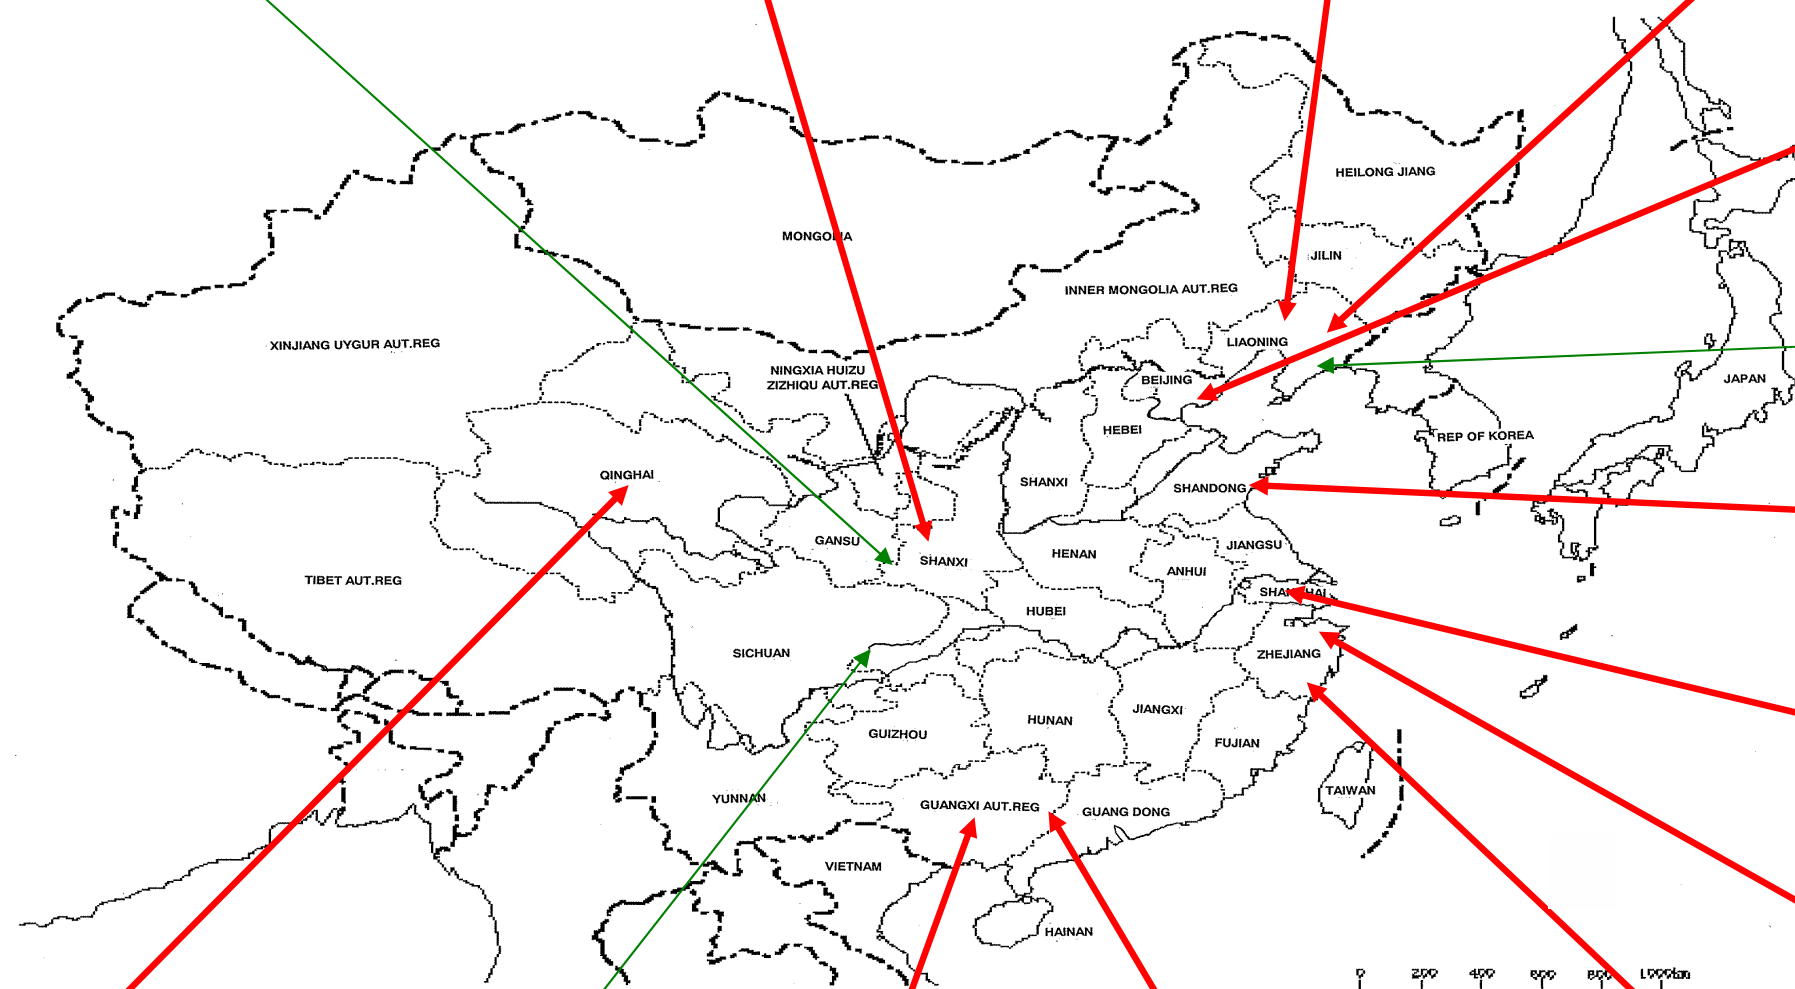 HEILONG JIANG
MONGOLIA
JILIN
INNER MONGOLIA AUT.REG
XINJIANG UYGUR AUT.REG
LIAONING
NINGXIA HUIZU
ZIZHIQU AUT.REG
BEIJING
JAPAN
HEBEI
REP OF KOREA
QINGHAI
SHANXI
SHANDONG
GANSU
SHANXI
HENAN
JIANGSU
ANHUI
TIBET AUT.REG
SHANGHAI
HUBEI
SICHUAN
ZHEJIANG
JIANGXI
HUNAN
GUIZHOU
FUJIAN
TAIWAN
YUNNAN
GUANGXI AUT.REG
GUANG DONG
VIETNAM
HAINAN
0 200 400 600 800 1000km